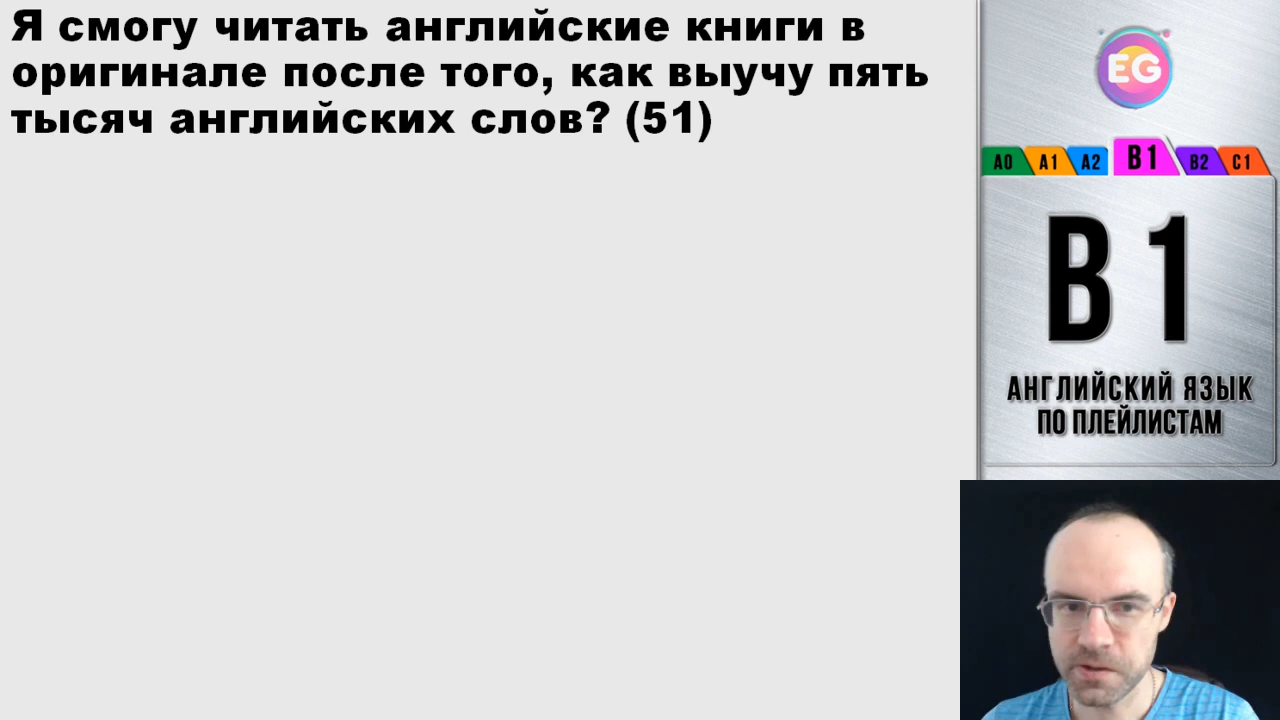 Я смогу читать английские книги в
оригинале после того, как выучу пять
тысяч английских слов? (51)
EG
A0 A1 A2 B1 B2 C1
B1
АНГЛИЙСКИЙ ЯЗЫК
ПО ПЛЕЙЛИСТАМ